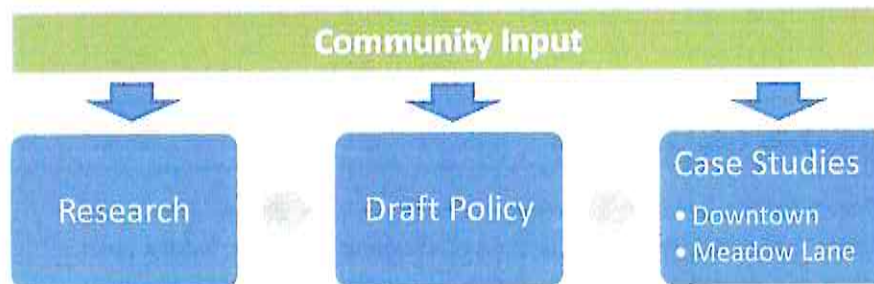 Community Input
Research
Draft Policy
Case Studies
• Downtown
• Meadow Lane